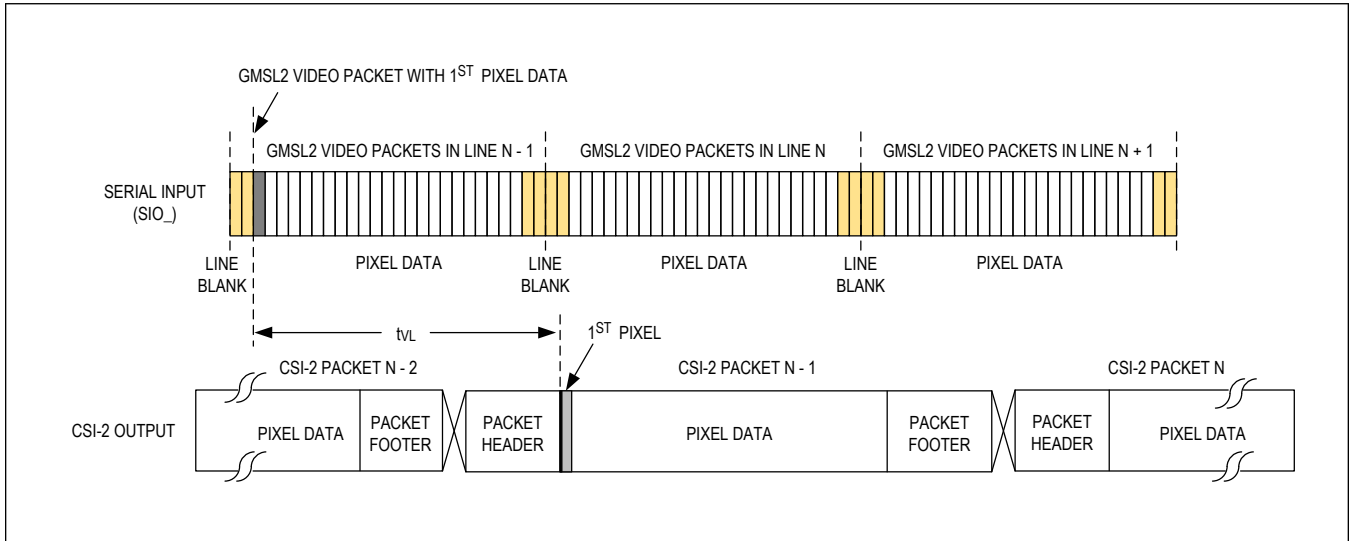 GMSL2 VIDEO PACKET WITH 1ST PIXEL DATA
GMSL2 VIDEO PACKETS IN LINE N - 1
GMSL2 VIDEO PACKETS IN LINE N
GMSL2 VIDEO PACKETS IN LINE N + 1
SERIAL INPUT
(SIO_)
LINE
BLANK
PIXEL DATA
LINE
BLANK
PIXEL DATA
LINE
BLANK
PIXEL DATA
tVL
1ST PIXEL
CSI-2 PACKET N - 2
CSI-2 PACKET N - 1
CSI-2 PACKET N
CSI-2 OUTPUT
PIXEL DATA
PACKET
FOOTER
PACKET
HEADER
PIXEL DATA
PACKET
FOOTER
PACKET
HEADER
PIXEL DATA